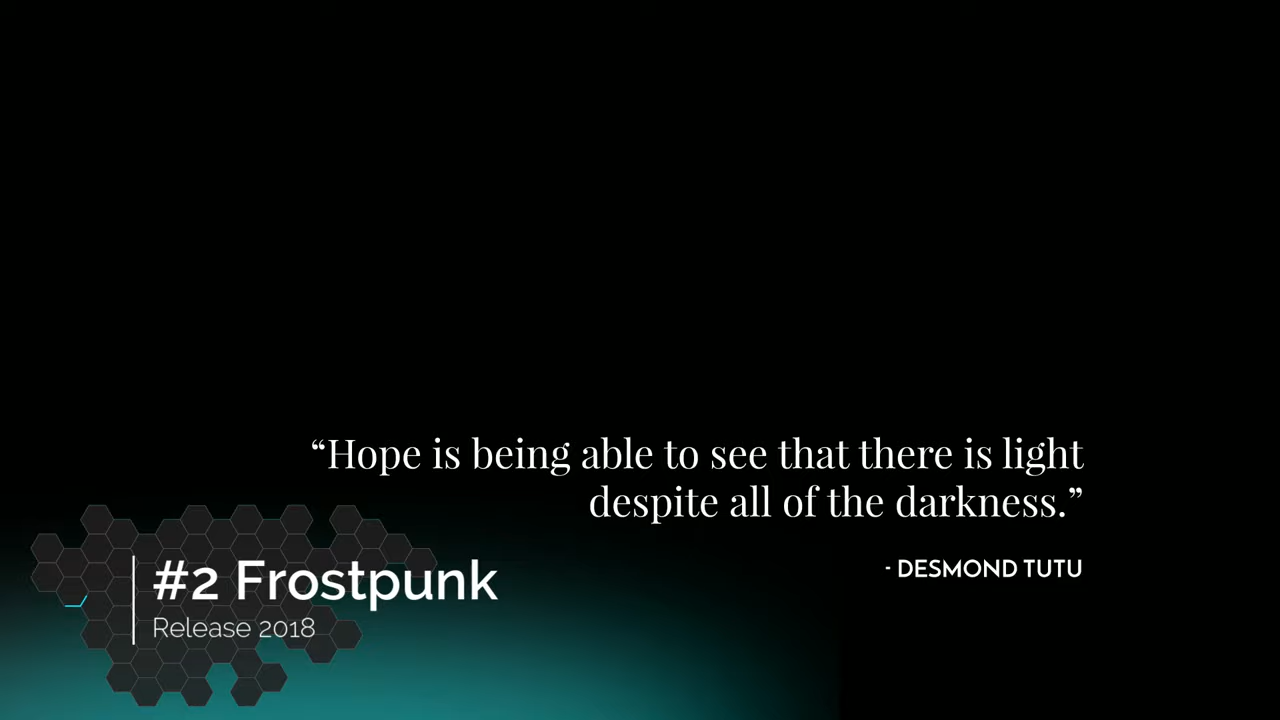 “Hope is being able to see that there is light
despite all of the darkness.”
- DESMOND TUTU
#2 Frostpunk
Release 2018